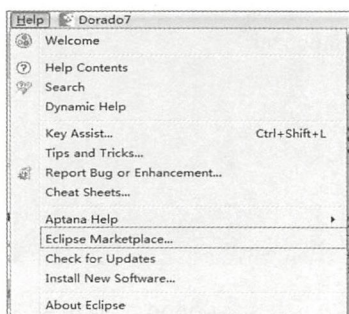 Help Dorado7
Welcome
Help Contents
Search
Dynamic Help
Key Assist... Ctrl+Shift+L
Tips and Tricks...
Report Bug or Enhancement...
Cheat Sheets...
Aptana Help
Eclipse Marketplace...
Check for Updates
Install New Software...
About Eclipse